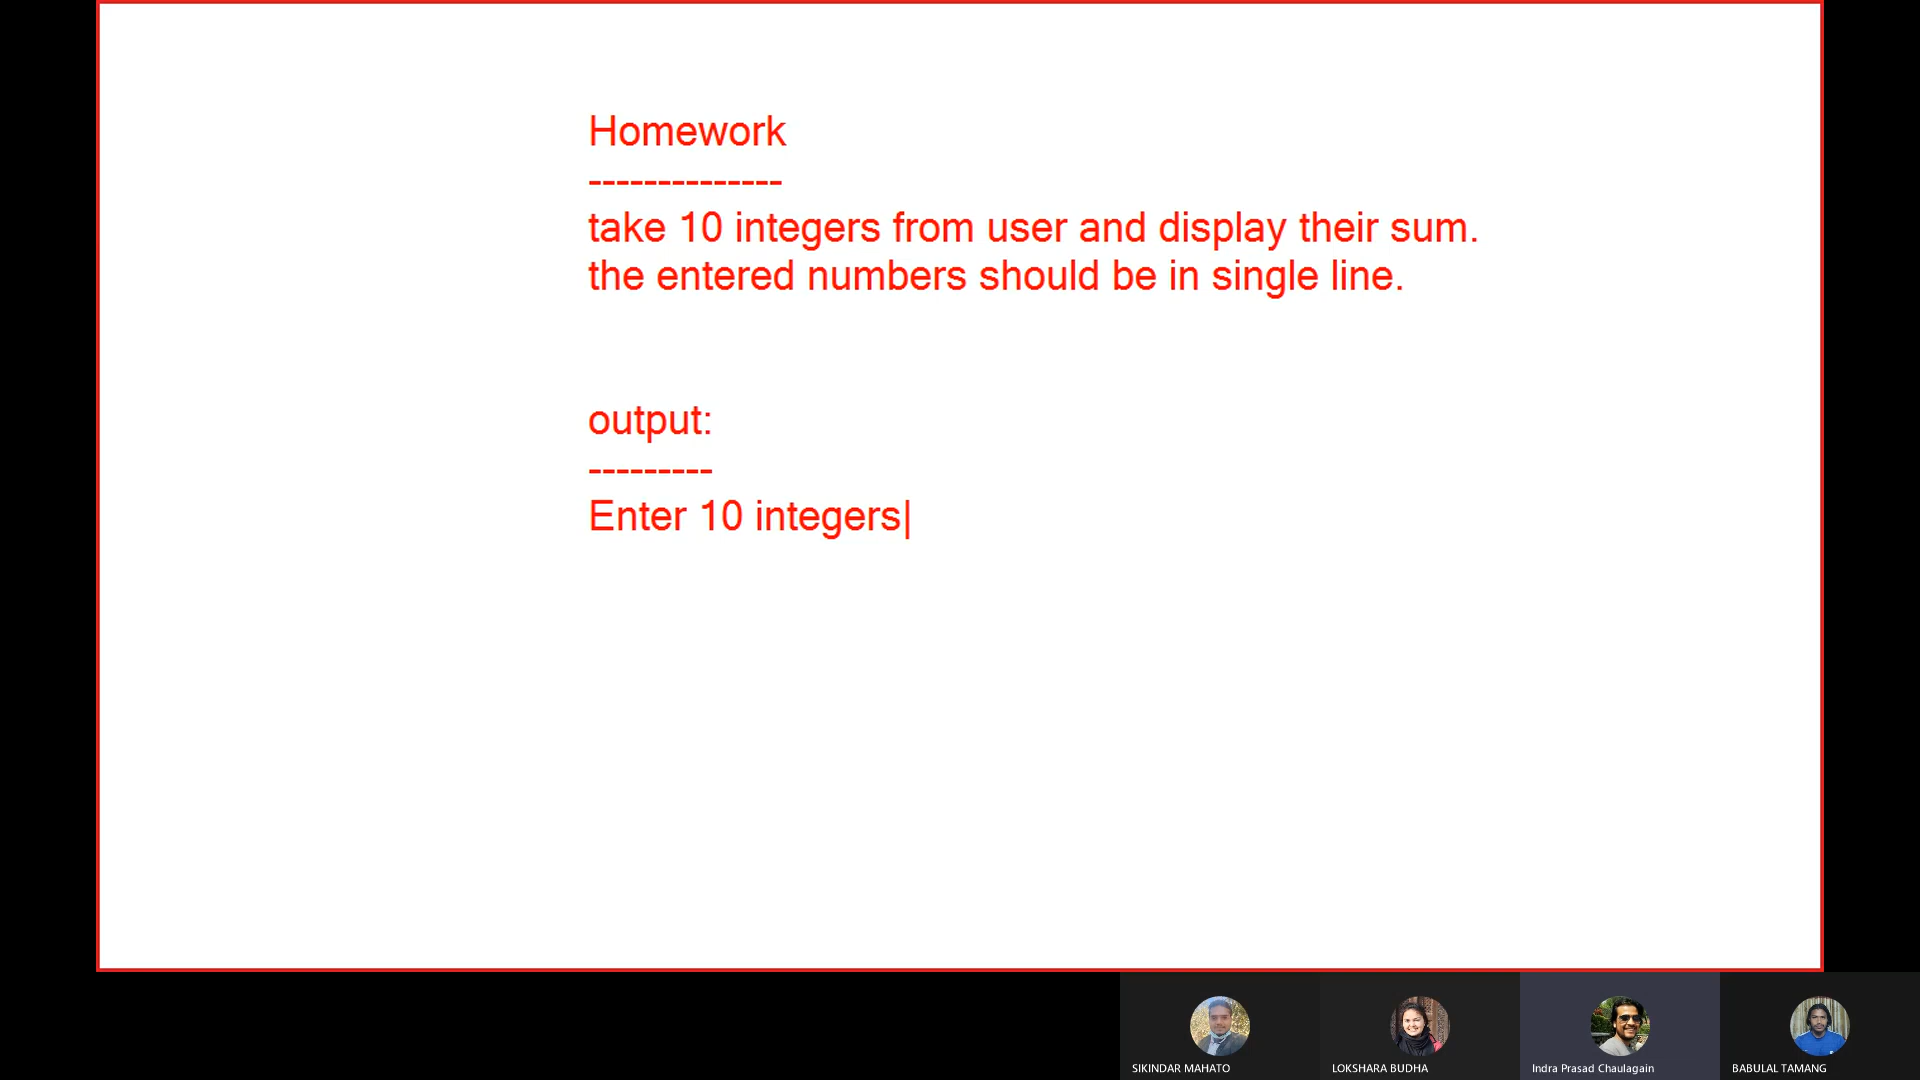 Homework
--------------
take 10 integers from user and display their sum.
the entered numbers should be in single line.
output:
---------
Enter 10 integers
SIKINDAR MAHATO
LOKSHARA BUDHA
Indra Prasad Chaulagain
BABULAL TAMANG